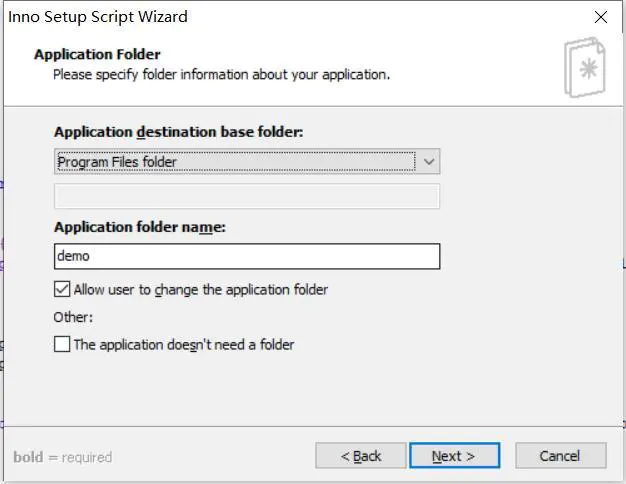 Inno Setup Script Wizard
Application Folder
Please specify folder information about your application.
Application destination base folder:
Program Files folder
Application folder name:
demo
Allow user to change the application folder
Other:
The application doesn't need a folder
bold = required
< Back
Next >
Cancel